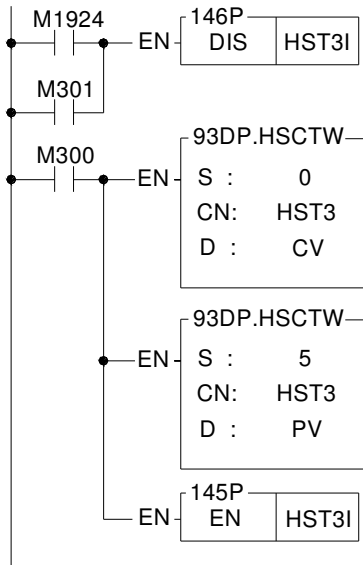 M1924
146P
EN DIS HST3I
M301
M300
93DP.HSCTW
EN S : 0
CN: HST3
D : CV
93DP.HSCTW
EN S : 5
CN: HST3
D : PV
145P
EN EN HST3I